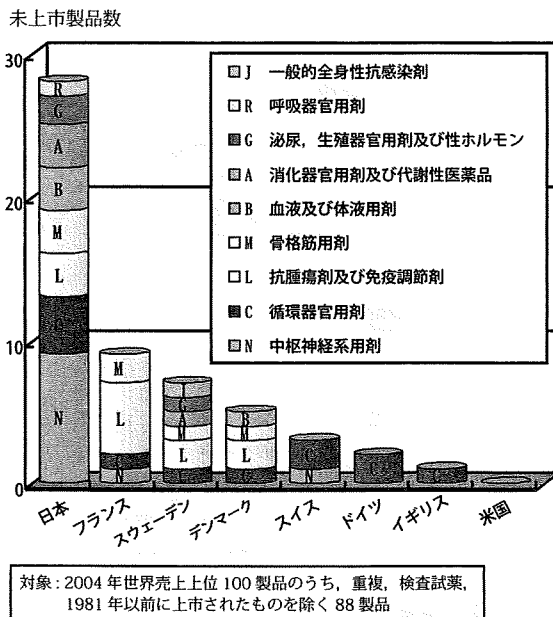 未上市製品数
30
20
10
0
J 一般的全身性抗感染剤
R 呼吸器官用剤
G 泌尿，生殖器官用剤及び性ホルモン
A 消化器官用剤及び代謝性医薬品
B 血液及び体液用剤
M 骨格筋用剤
L 抗腫瘍剤及び免疫調節剤
C 循環器官用剤
N 中枢神経系用剤
R
G
A
B
M
L
C
N
M
L
C
N
J
G
A
M
L
C
B
M
L
C
C
N
C
C
日本
フランス
スウェーデン
デンマーク
スイス
ドイツ
イギリス
米国
対象：2004 年世界売上上位 100 製品のうち，重複，検査試薬，
1981 年以前に上市されたものを除く 88 製品